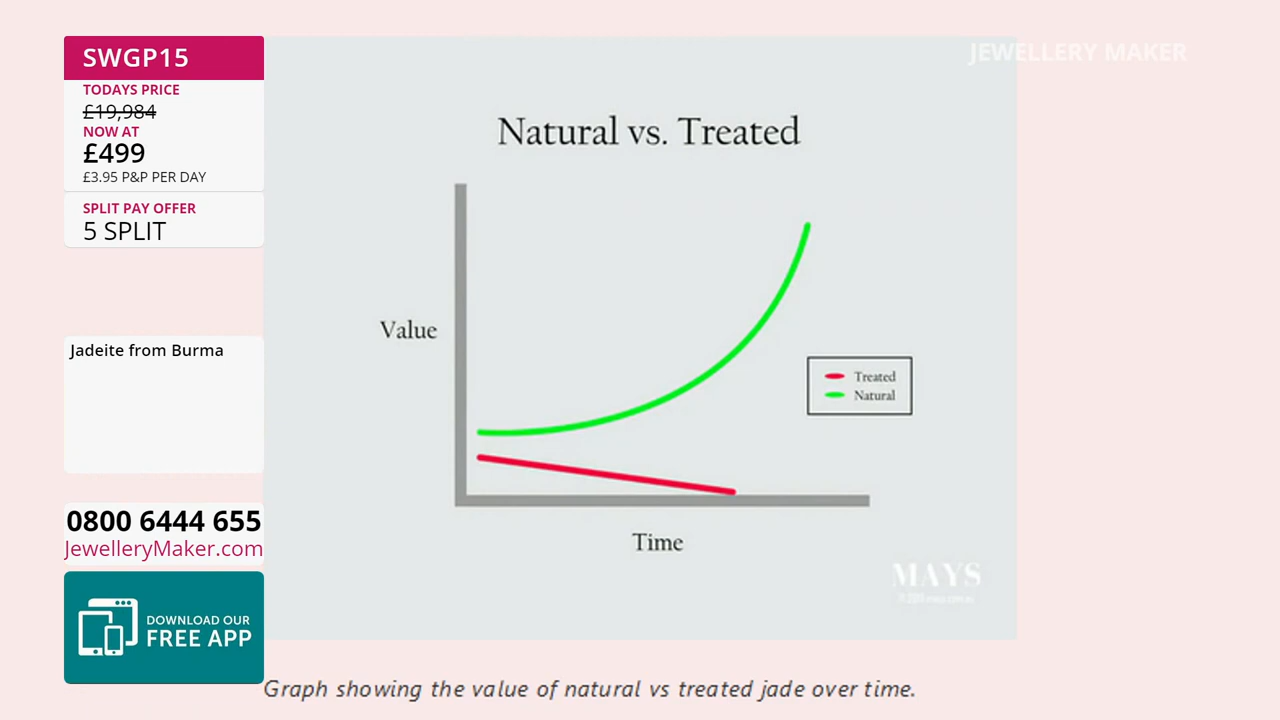 JEWELLERY MAKER
SWGP15
TODAYS PRICE
£19,984
NOW AT
£499
£3.95 P&P PER DAY
SPLIT PAY OFFER
5 SPLIT
Jadeite from Burma
0800 6444 655
JewelleryMaker.com
DOWNLOAD OUR
FREE APP
Natural vs. Treated
Value
Treated
Natural
Time
MAYS
Graph showing the value of natural vs treated jade over time.